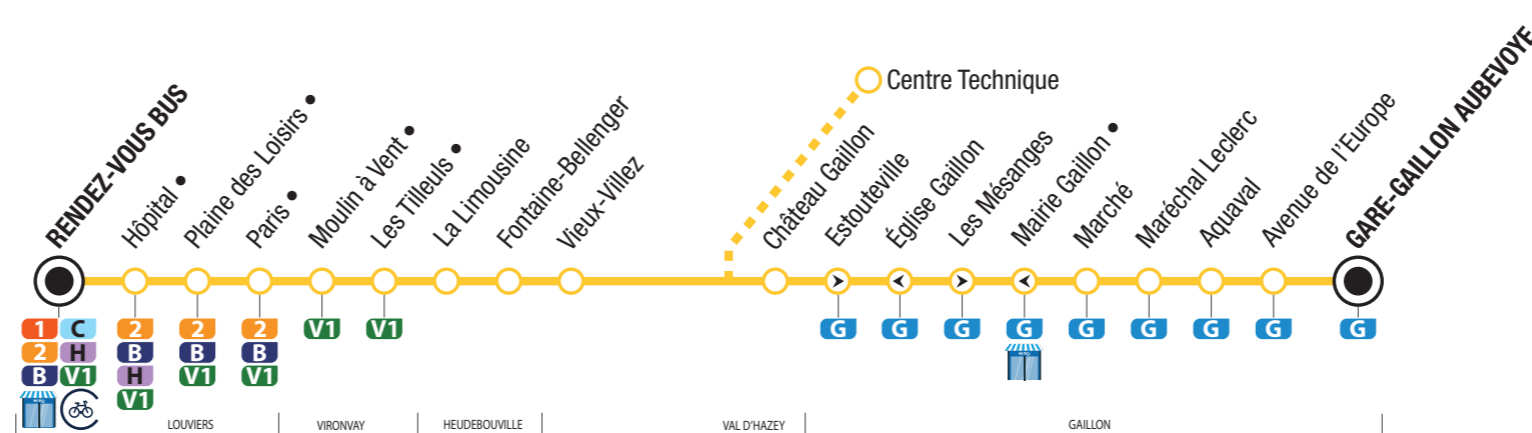 RENDEZ-VOUS BUS
Hôpital •
Plaine des Loisirs •
Paris •
Moulin à Vent •
Les Tilleuls •
La Limousine
Fontaine-Bellenger
Vieux-Villez
Centre Technique
Château Gaillon
Estouteville
Église Gaillon
Les Mésanges
Mairie Gaillon •
Marché
Maréchal Leclerc
Aquaval
Avenue de l'Europe
GARE-GAILLON AUBEVOYE
1 C 2 2 2 V1 V1 G G G G G G G G G
2 H B B B
B V1 H V1 V1
V1
LOUVIERS
VIRONVAY
HEUDEBOUVILLE
VAL D'HAZEY
GAILLON